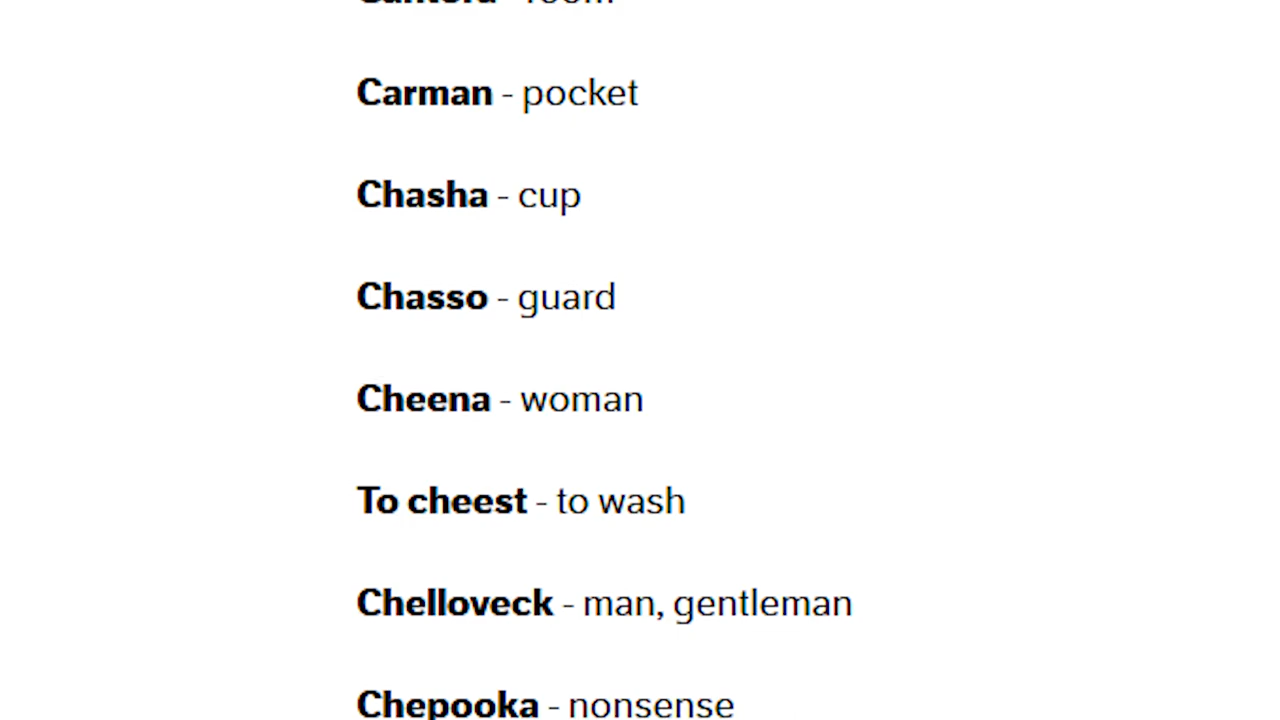 Carman - pocket
Chasha - cup
Chasso - guard
Cheena - woman
To cheest - to wash
Chelloveck - man, gentleman
Chepooka - nonsense